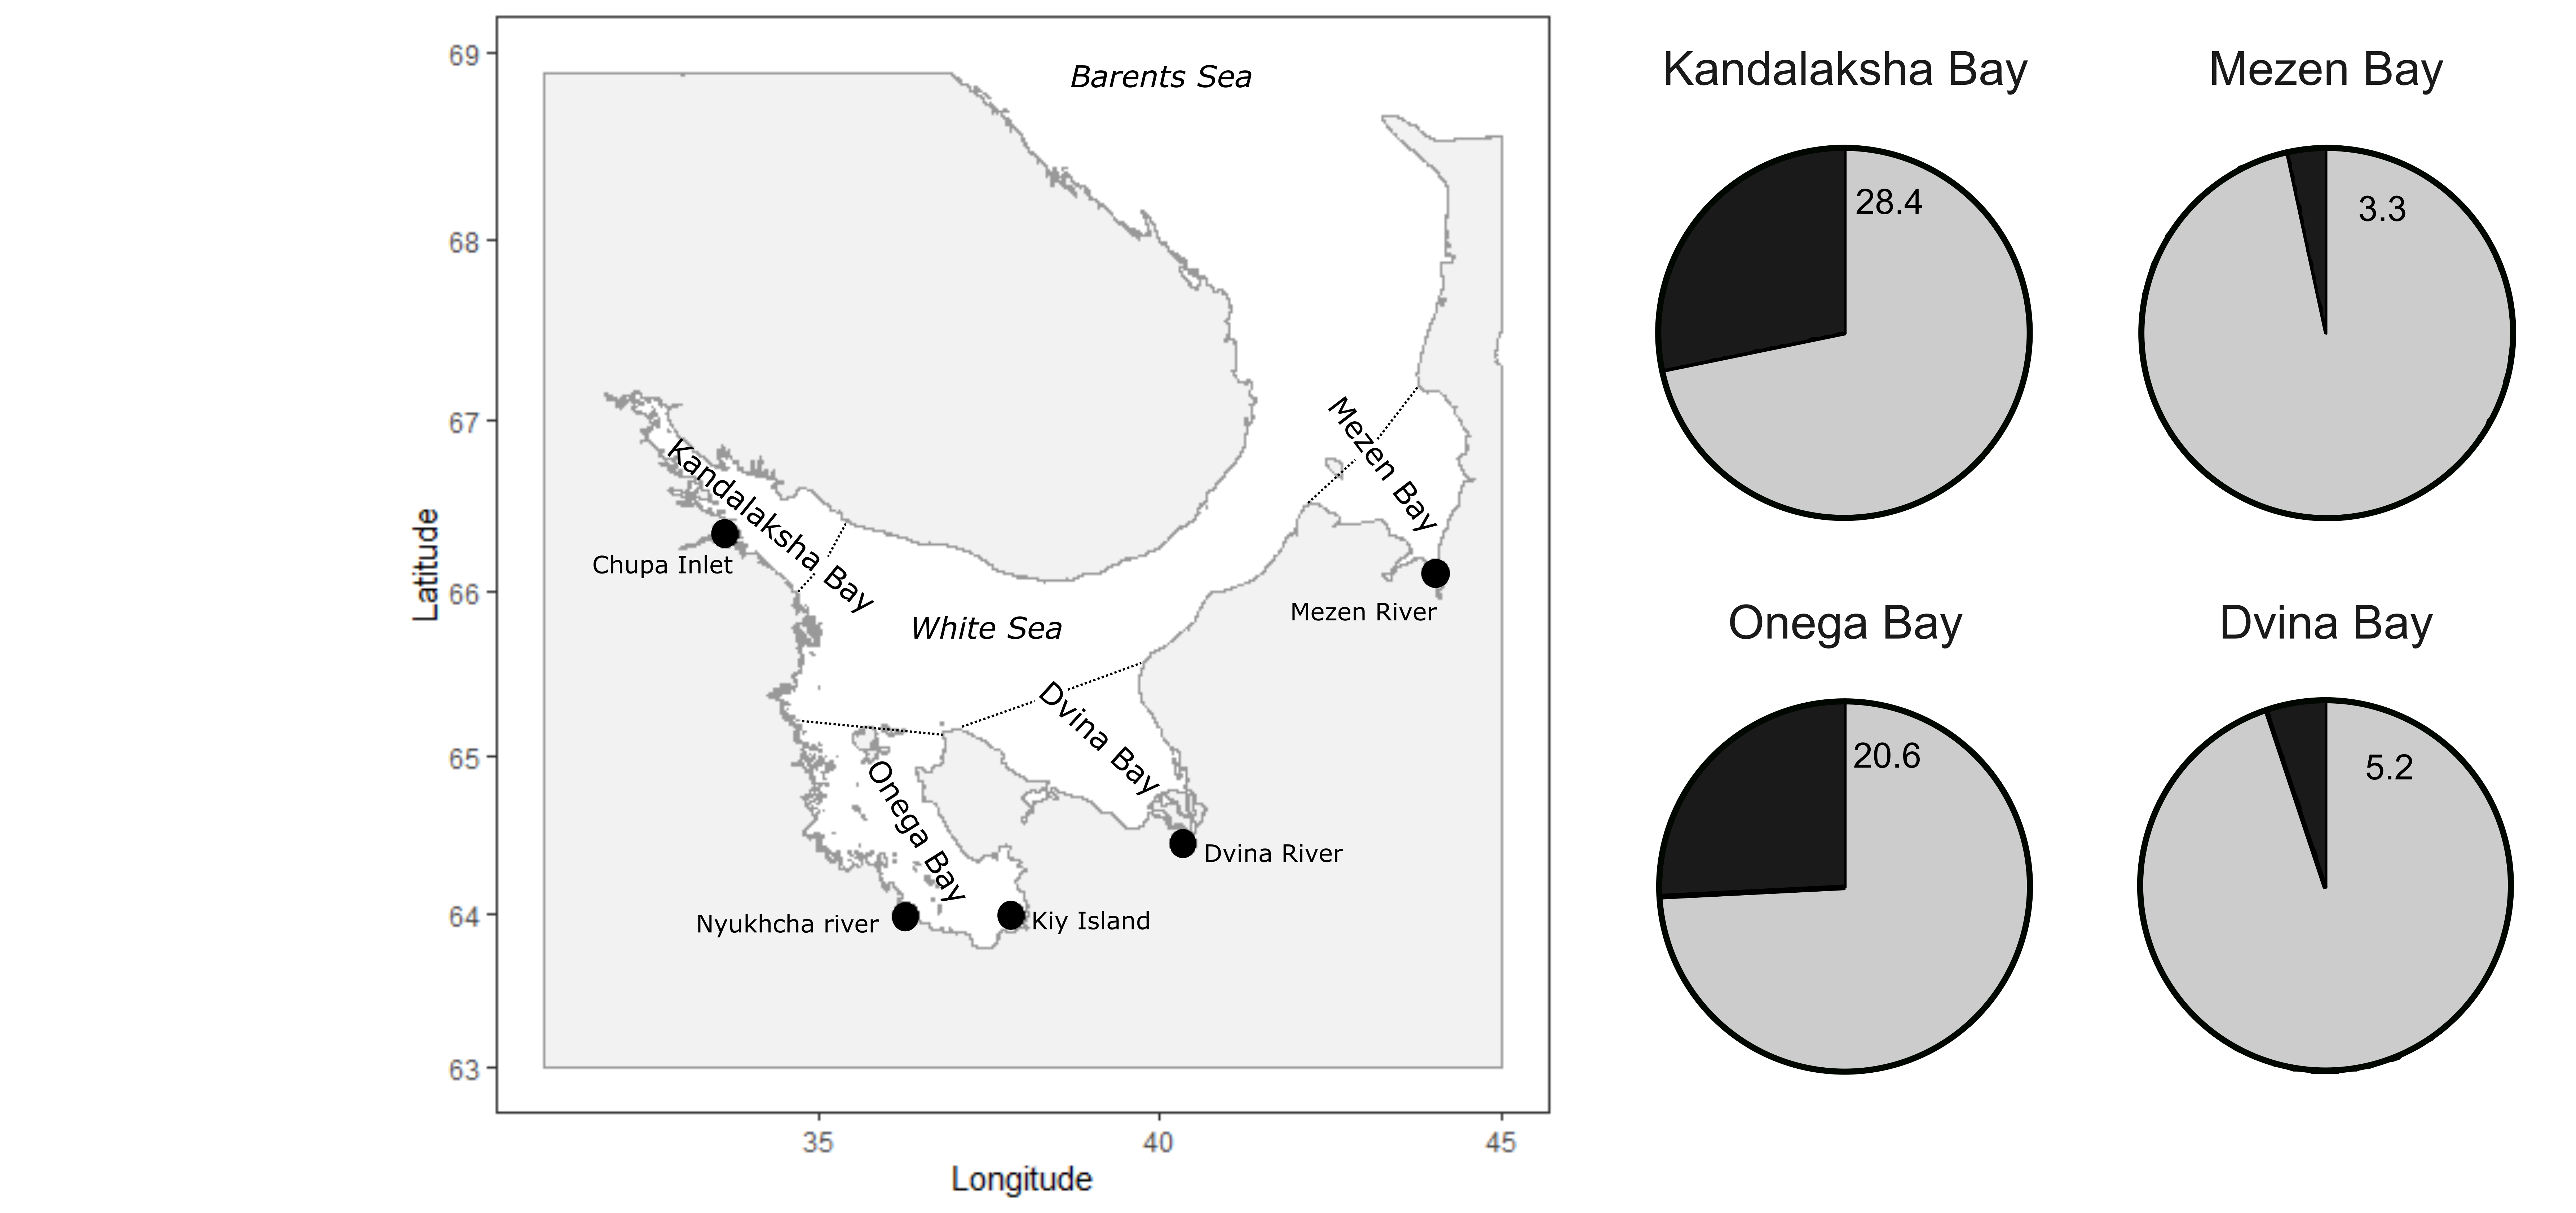 Barents Sea
69
68
67
66
65
64
63
Latitude
Mezen Bay
Kandalaksha Bay
Chupa Inlet
Mezen River
White Sea
Dvina Bay
Onega Bay
Dvina River
Nyukhcha river
Kiy Island
35
40
45
Longitude
Kandalaksha Bay
28.4
Mezen Bay
3.3
Onega Bay
20.6
Dvina Bay
5.2